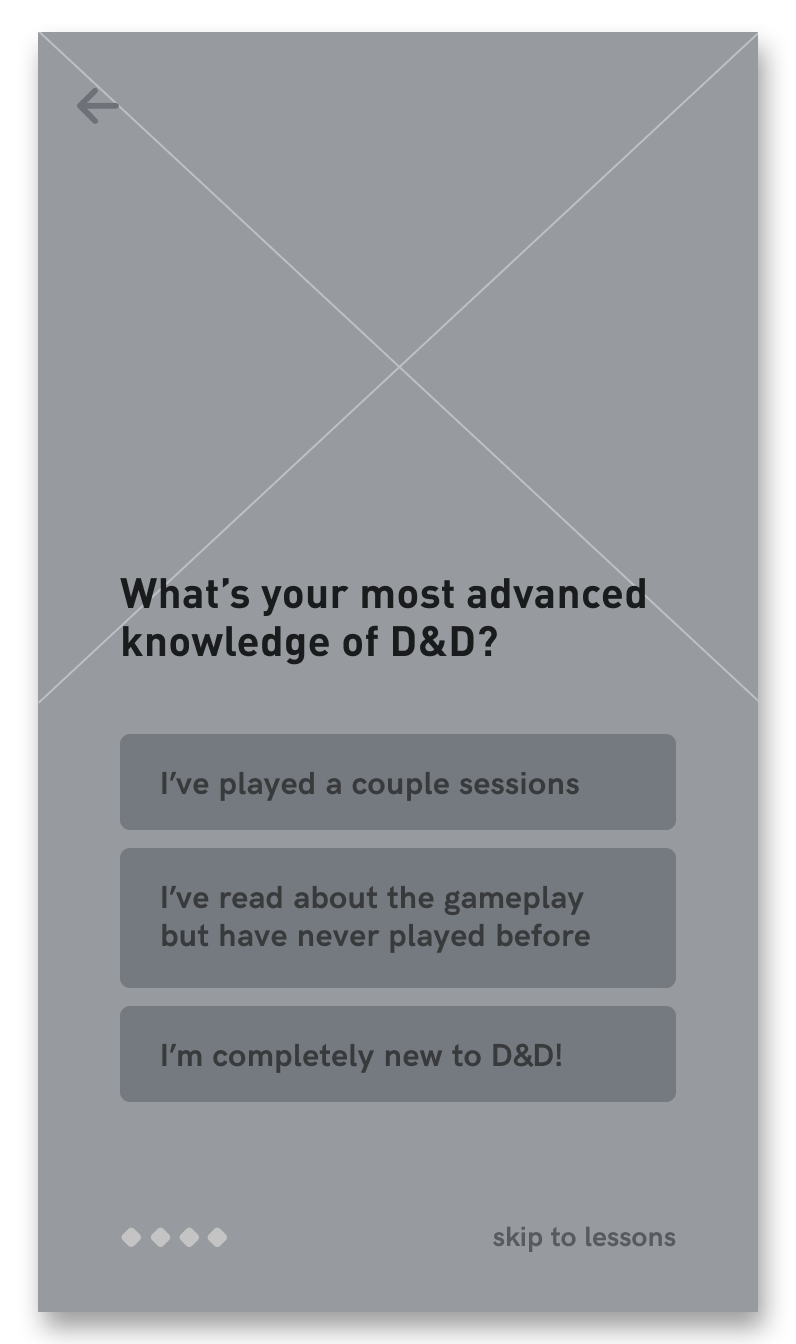 What’s your most advanced
knowledge of D&D?
I’ve played a couple sessions
I’ve read about the gameplay
but have never played before
I’m completely new to D&D!
skip to lessons